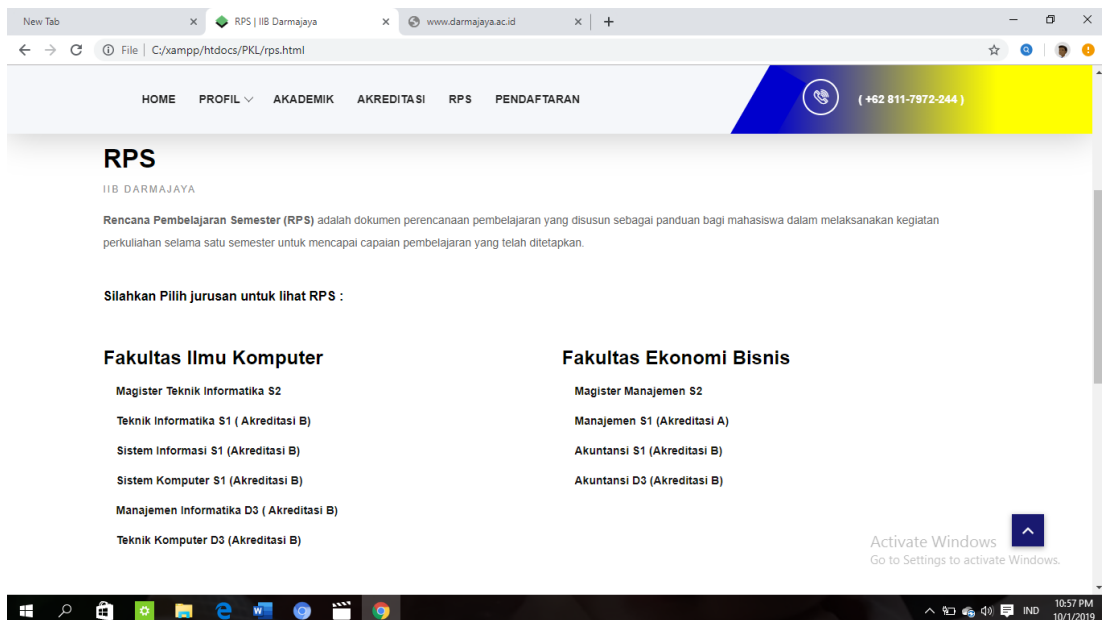 New Tab
RPS | IIB Darmajaya
www.darmajaya.ac.id
File | C:/xampp/htdocs/PKL/rps.html
HOME PROFIL AKADEMIK AKREDITASI RPS PENDAFTARAN
( +62 811-7972-244 )
RPS
IIB DARMAJAYA
Rencana Pembelajaran Semester (RPS) adalah dokumen perencanaan pembelajaran yang disusun sebagai panduan bagi mahasiswa dalam melaksanakan kegiatan
perkuliahan selama satu semester untuk mencapai capaian pembelajaran yang telah ditetapkan.
Silahkan Pilih jurusan untuk lihat RPS :
Fakultas Ilmu Komputer
Magister Teknik Informatika S2
Teknik Informatika S1 ( Akreditasi B)
Sistem Informasi S1 (Akreditasi B)
Sistem Komputer S1 (Akreditasi B)
Manajemen Informatika D3 ( Akreditasi B)
Teknik Komputer D3 (Akreditasi B)
Fakultas Ekonomi Bisnis
Magister Manajemen S2
Manajemen S1 (Akreditasi A)
Akuntansi S1 (Akreditasi B)
Akuntansi D3 (Akreditasi B)
Activate Windows
Go to Settings to activate Windows.
IND
10:57 PM
10/1/2019